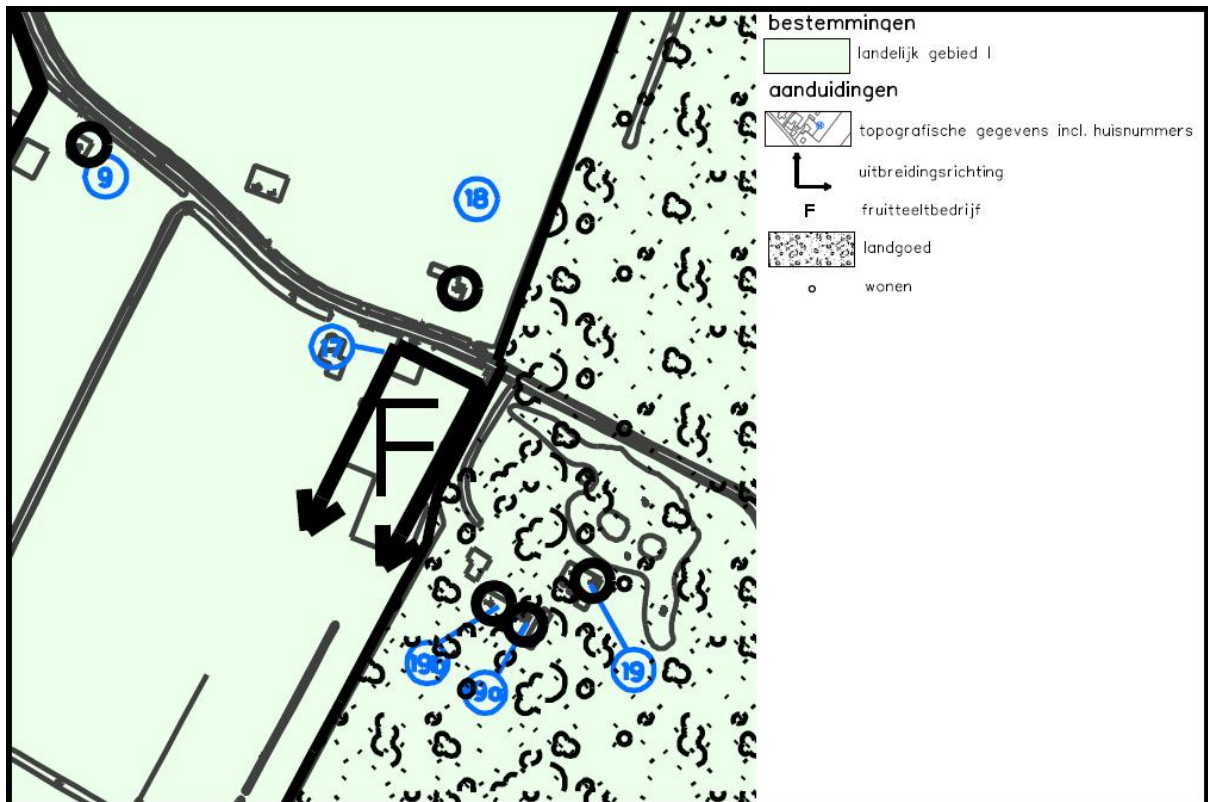 bestemmingen
landelijk gebied I
aanduidingen
topografische gegevens incl. huisnummers
uitbreidingsrichting
F fruitteeltbedrijf
landgoed
wonen
9
18
17
F
19b
19a
19